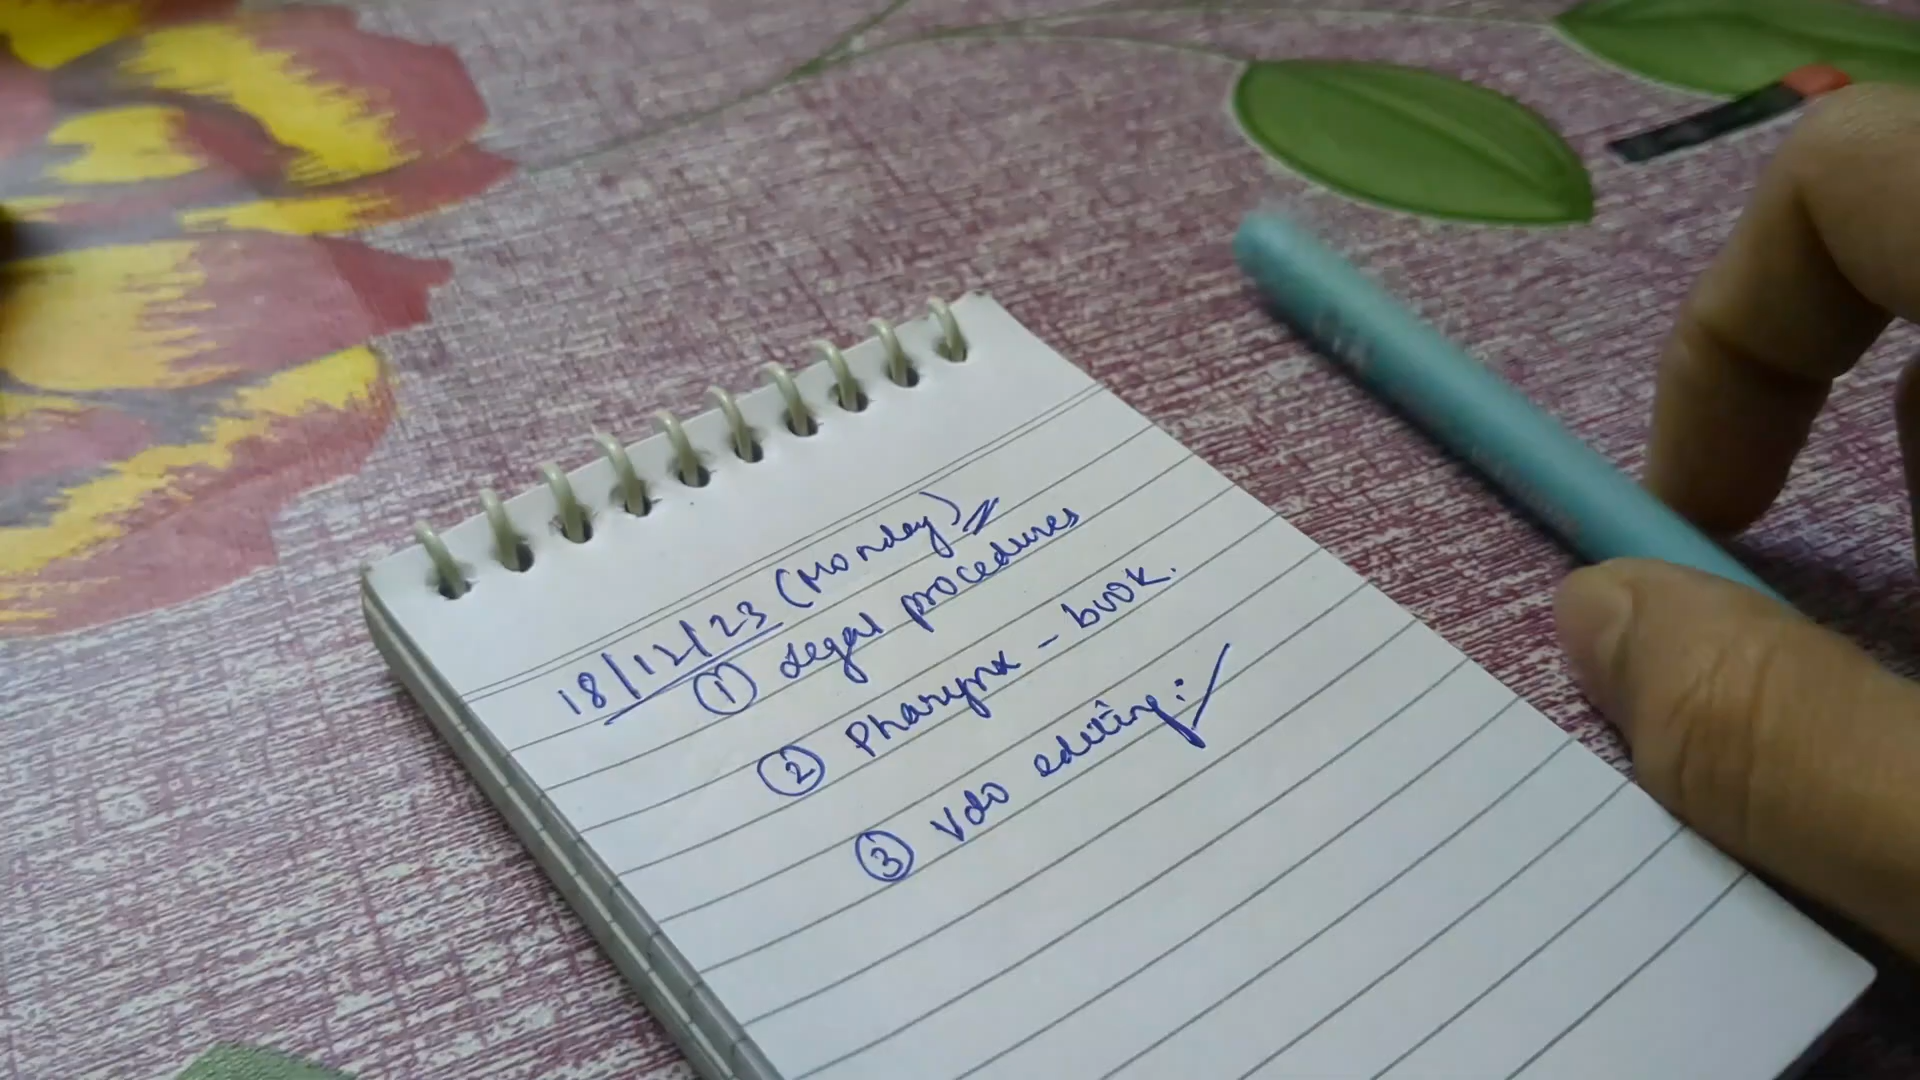 18/12/23 (Monday)
① Legal procedures
② Pharynx - book.
③ Vdo editing: